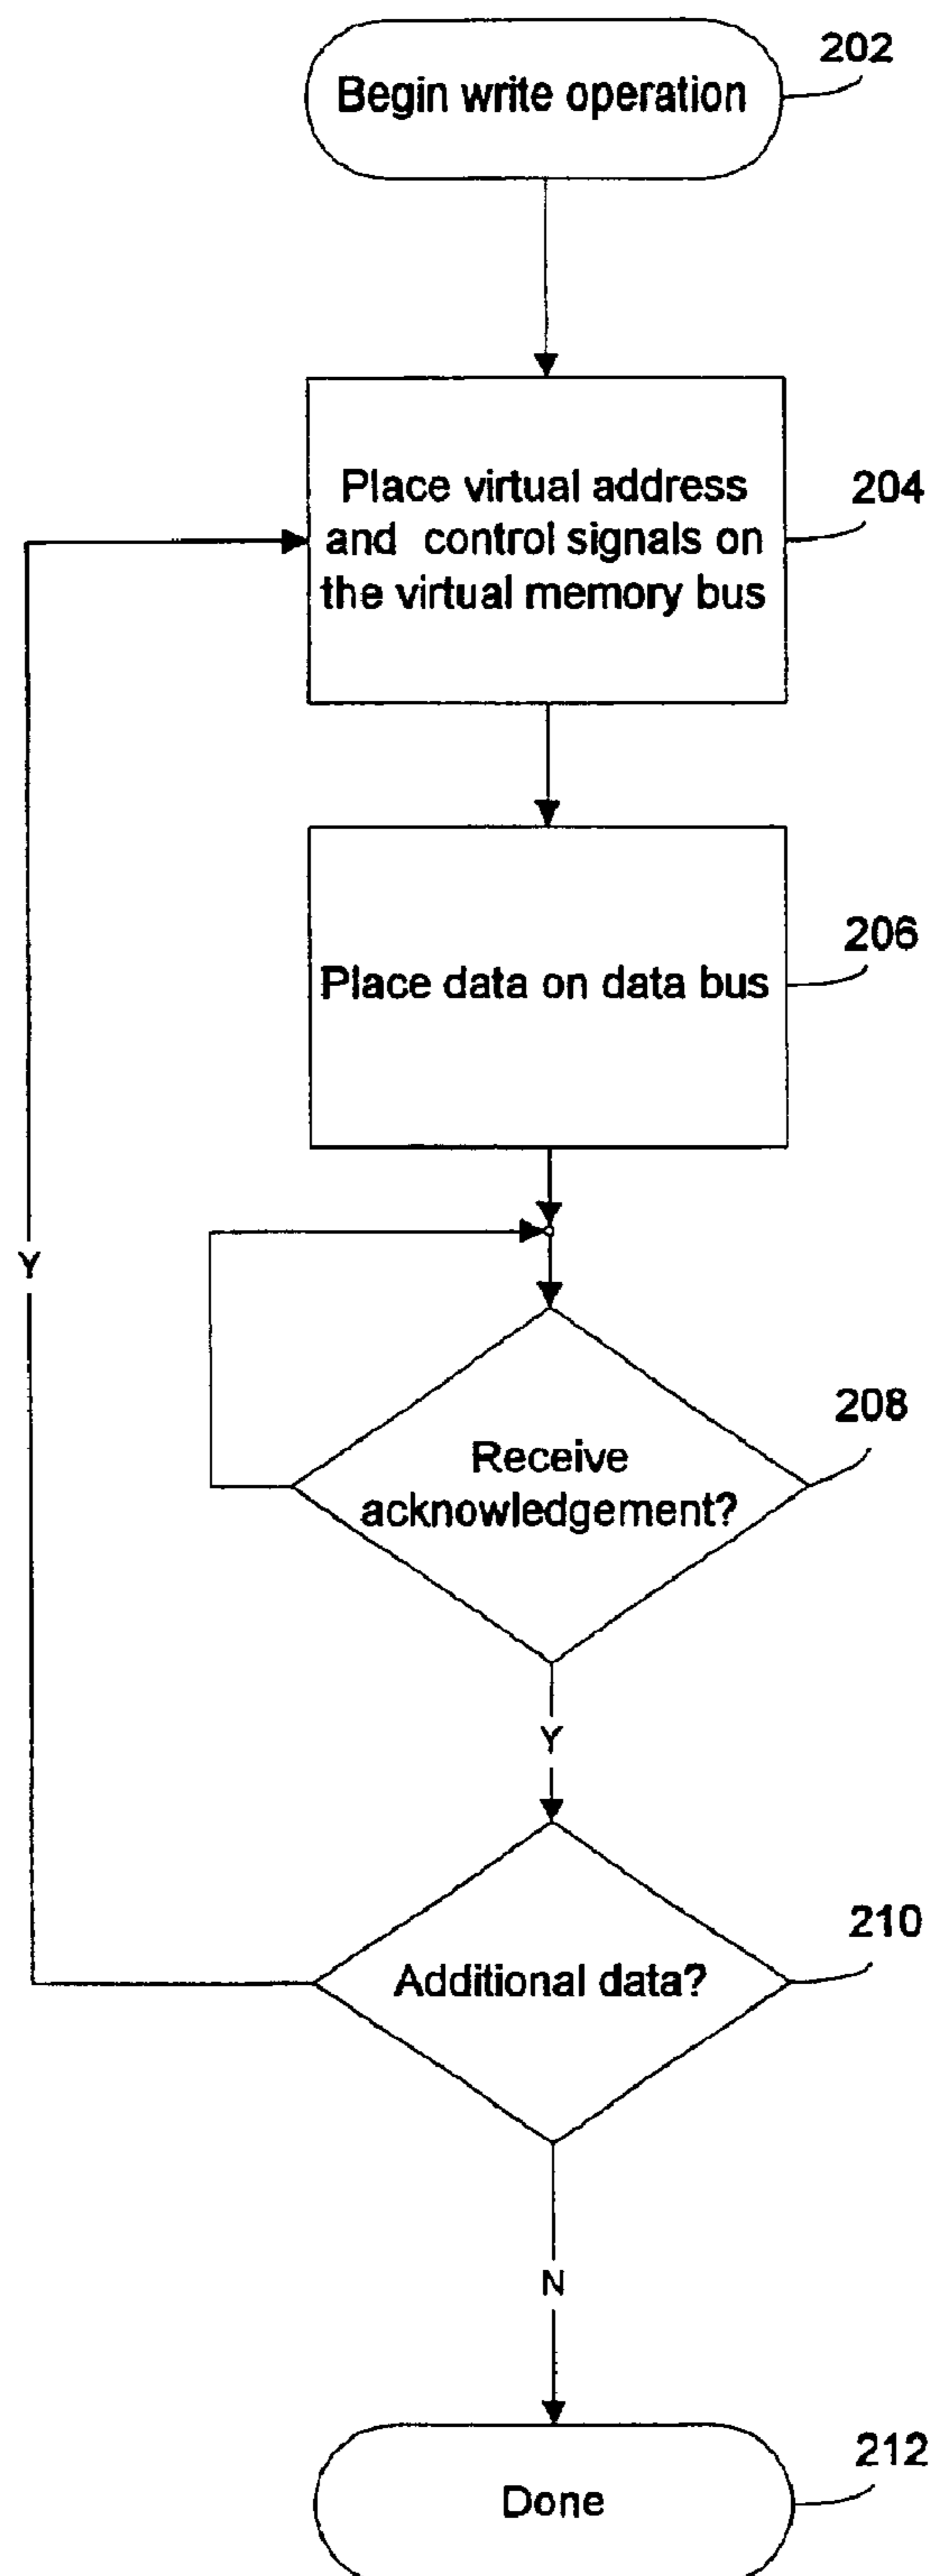 202
Begin write operation
Place virtual address
and control signals on
the virtual memory bus
204
206
Place data on data bus
Y
208
Receive
acknowledgement?
Y
210
Additional data?
N
212
Done